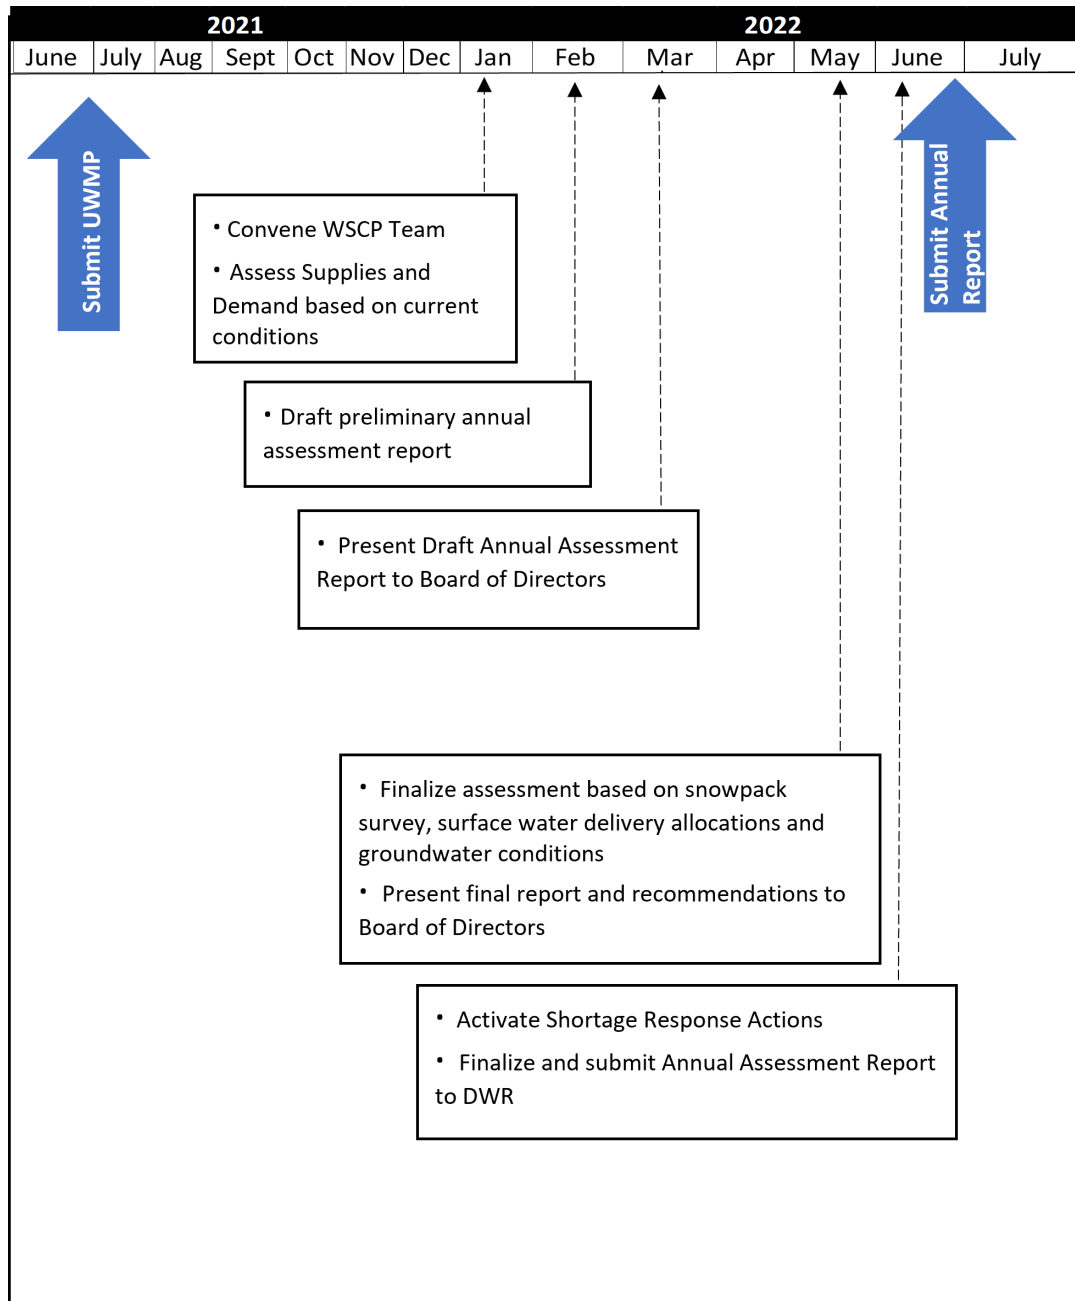 2021 2022
June July Aug Sept Oct Nov Dec Jan Feb Mar Apr May June July
Submit UWMP
Submit Annual
Report
• Convene WSCP Team
• Assess Supplies and
Demand based on current
conditions
• Draft preliminary annual
assessment report
• Present Draft Annual Assessment
Report to Board of Directors
• Finalize assessment based on snowpack
survey, surface water delivery allocations and
groundwater conditions
• Present final report and recommendations to
Board of Directors
• Activate Shortage Response Actions
• Finalize and submit Annual Assessment Report
to DWR